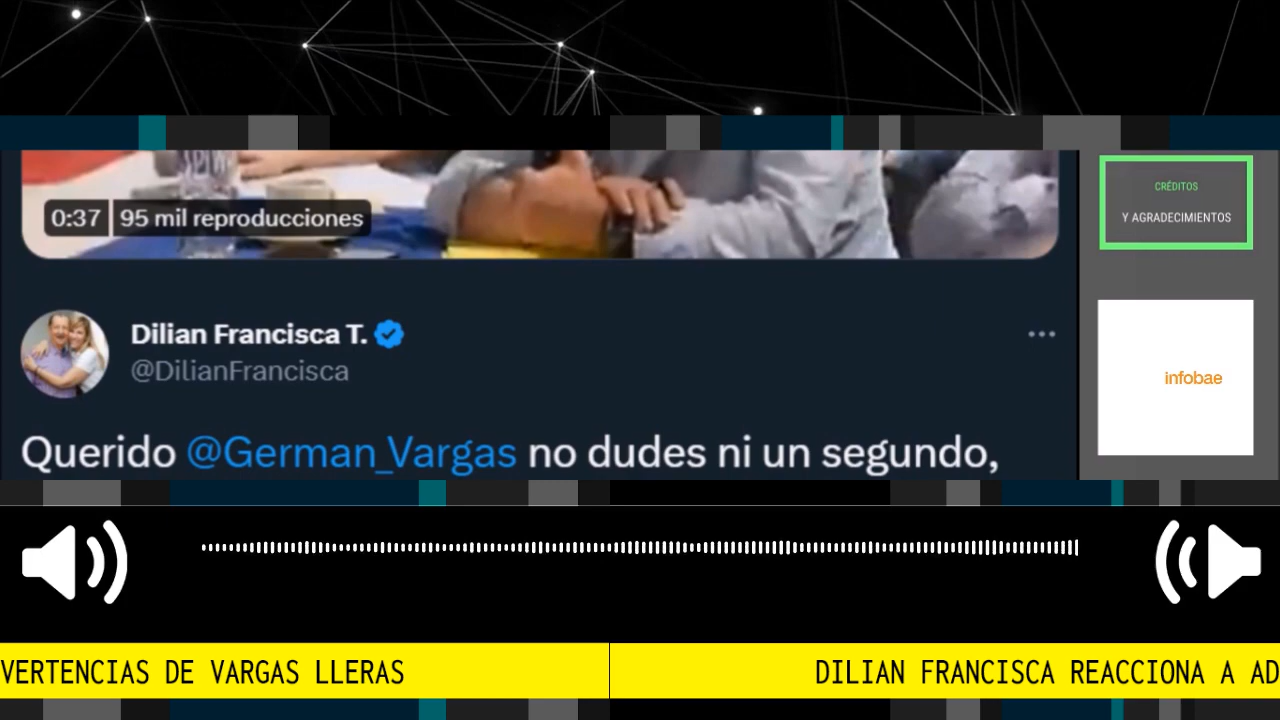 0:37 95 mil reproducciones
CRÉDITOS
Y AGRADECIMIENTOS
Dilian Francisca T.
@DilianFrancisca
infobae
Querido @German_Vargas no dudes ni un segundo,
VERTENCIAS DE VARGAS LLERAS
DILIAN FRANCISCA REACCIONA A AD